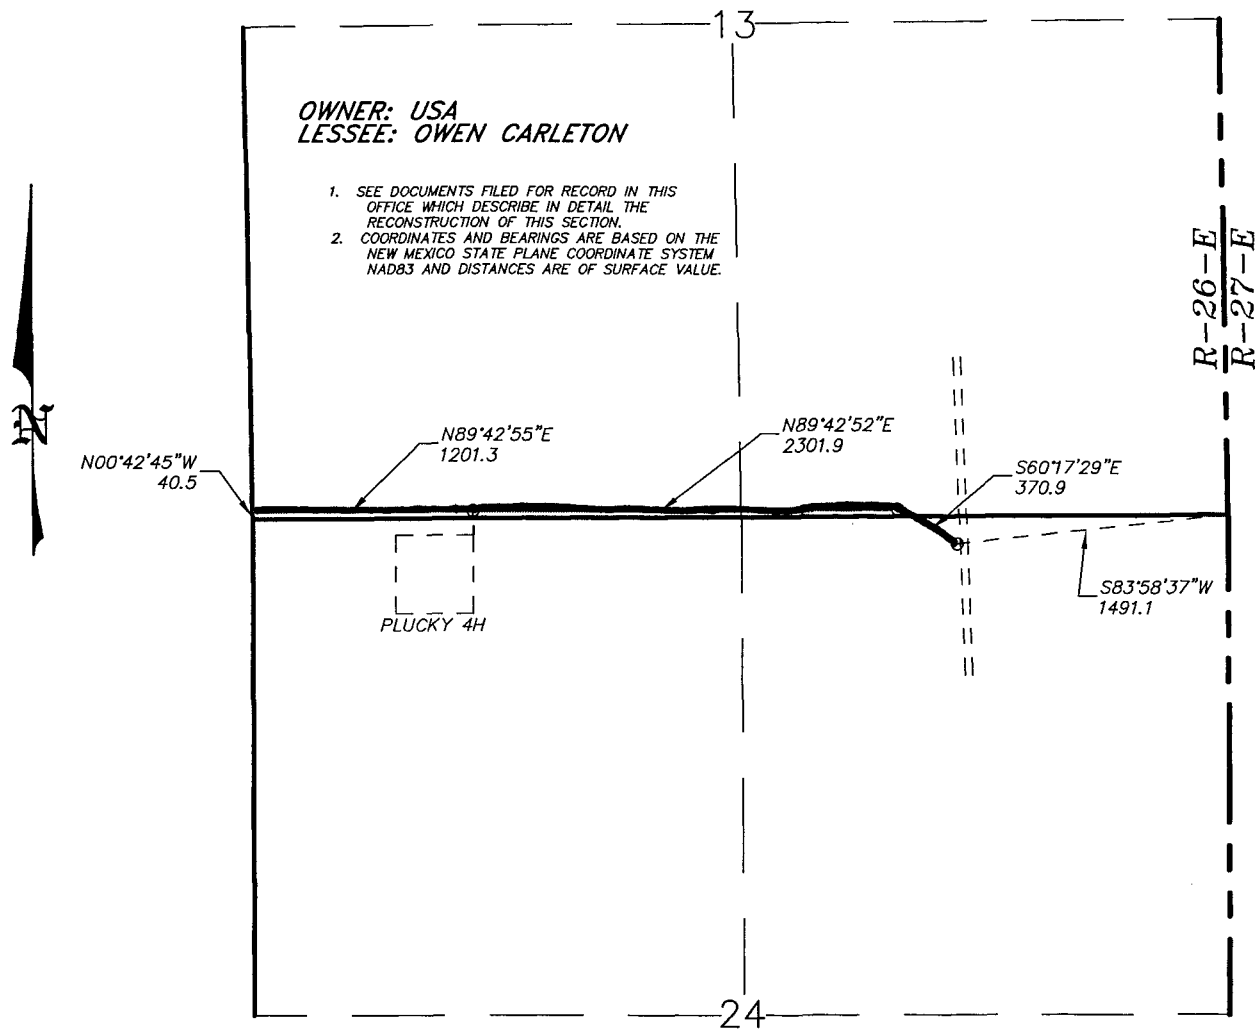 13
OWNER: USA
LESSEE: OWEN CARLETON
1. SEE DOCUMENTS FILED FOR RECORD IN THIS
OFFICE WHICH DESCRIBE IN DETAIL THE
RECONSTRUCTION OF THIS SECTION.
2. COORDINATES AND BEARINGS ARE BASED ON THE
NEW MEXICO STATE PLANE COORDINATE SYSTEM
NAD83 AND DISTANCES ARE OF SURFACE VALUE.
R-26-E
R-27-E
N
N00°42'45"W
40.5
N89°42'55"E
1201.3
N89°42'52"E
2301.9
S60°17'29"E
370.9
S83°58'37"W
1491.1
PLUCKY 4H
24